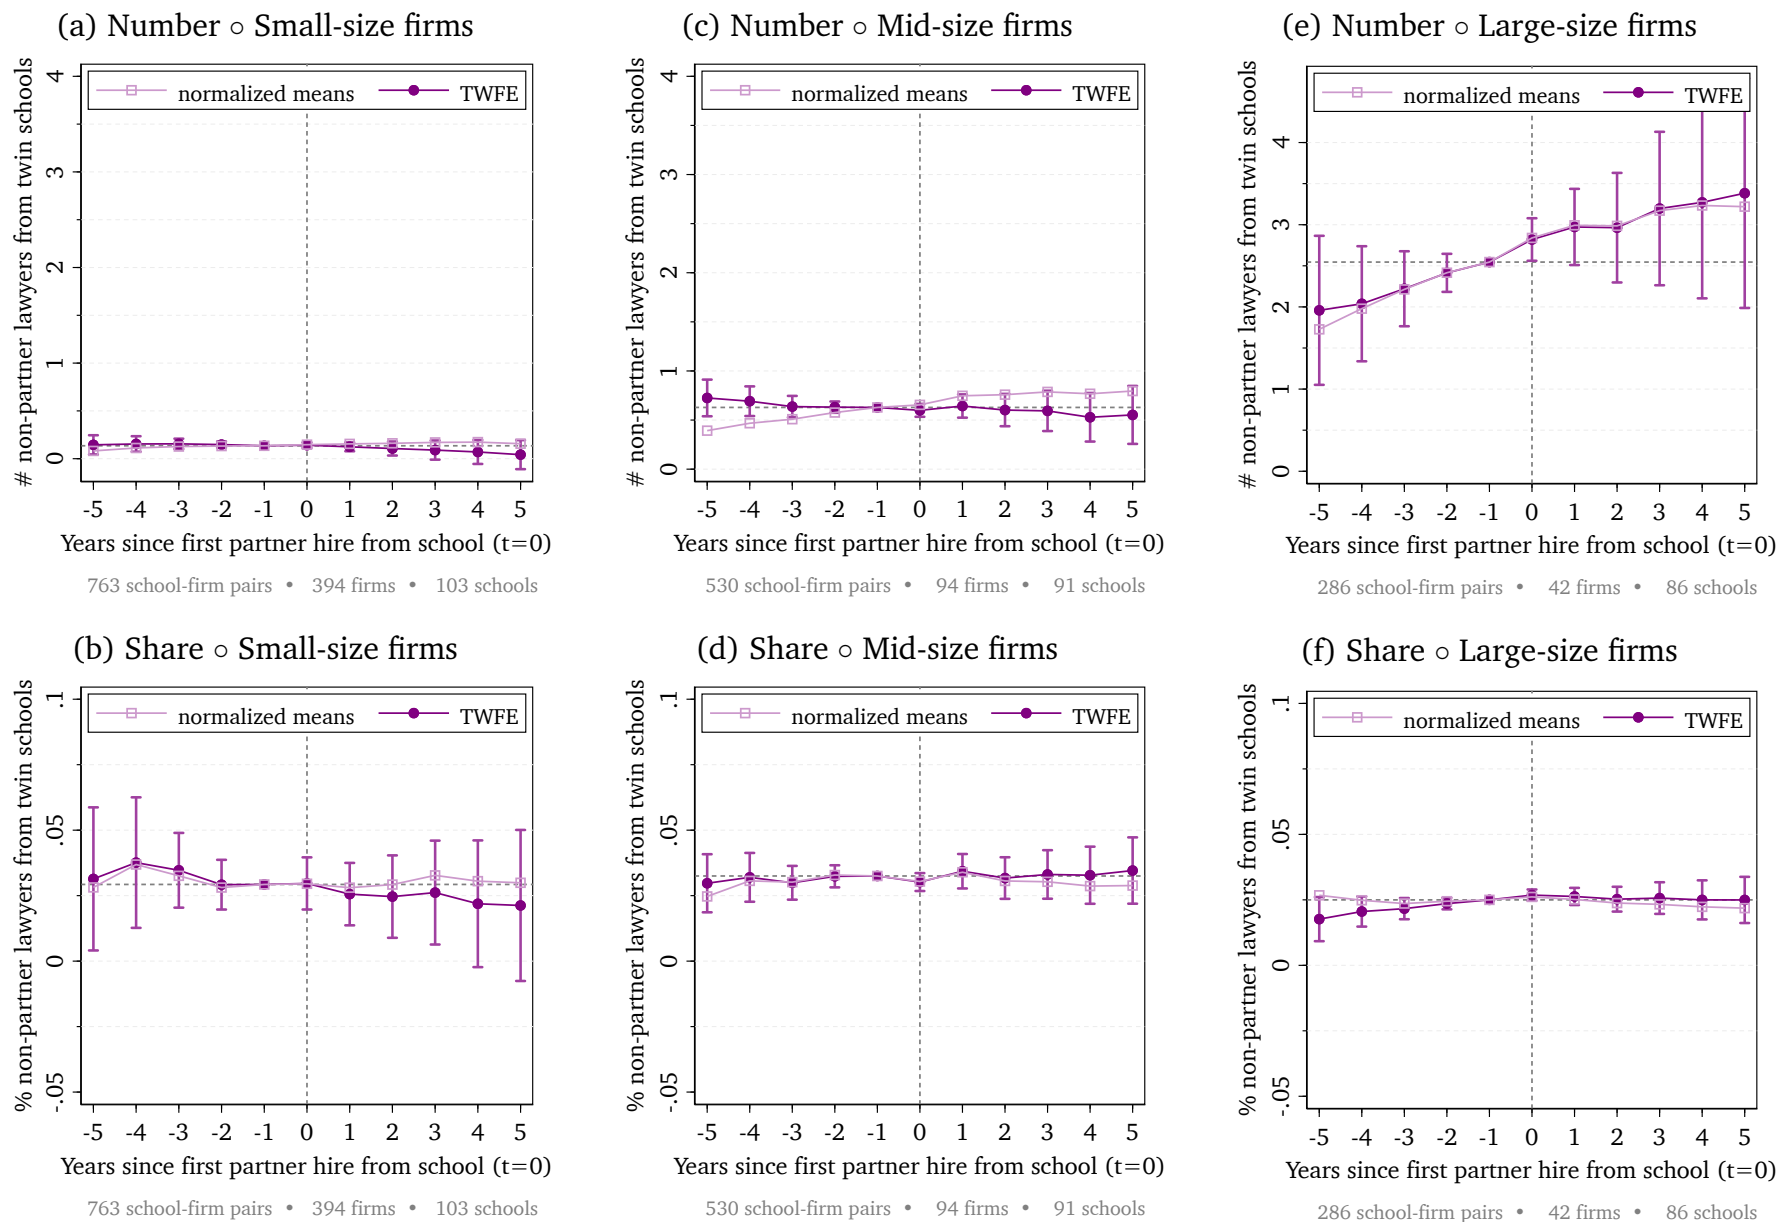 (a) Number ∘ Small-size firms
# non-partner lawyers from twin schools
4
3
2
1
0
normalized means TWFE
-5 -4 -3 -2 -1 0 1 2 3 4 5
Years since first partner hire from school (t=0)
763 school-firm pairs • 394 firms • 103 schools
(c) Number ∘ Mid-size firms
# non-partner lawyers from twin schools
4
3
2
1
0
normalized means TWFE
-5 -4 -3 -2 -1 0 1 2 3 4 5
Years since first partner hire from school (t=0)
530 school-firm pairs • 94 firms • 91 schools
(e) Number ∘ Large-size firms
# non-partner lawyers from twin schools
4
3
2
1
0
normalized means TWFE
-5 -4 -3 -2 -1 0 1 2 3 4 5
Years since first partner hire from school (t=0)
286 school-firm pairs • 42 firms • 86 schools
(b) Share ∘ Small-size firms
% non-partner lawyers from twin schools
.1
.05
0
-.05
normalized means TWFE
-5 -4 -3 -2 -1 0 1 2 3 4 5
Years since first partner hire from school (t=0)
763 school-firm pairs • 394 firms • 103 schools
(d) Share ∘ Mid-size firms
% non-partner lawyers from twin schools
.1
.05
0
-.05
normalized means TWFE
-5 -4 -3 -2 -1 0 1 2 3 4 5
Years since first partner hire from school (t=0)
530 school-firm pairs • 94 firms • 91 schools
(f) Share ∘ Large-size firms
% non-partner lawyers from twin schools
.1
.05
0
-.05
normalized means TWFE
-5 -4 -3 -2 -1 0 1 2 3 4 5
Years since first partner hire from school (t=0)
286 school-firm pairs • 42 firms • 86 schools